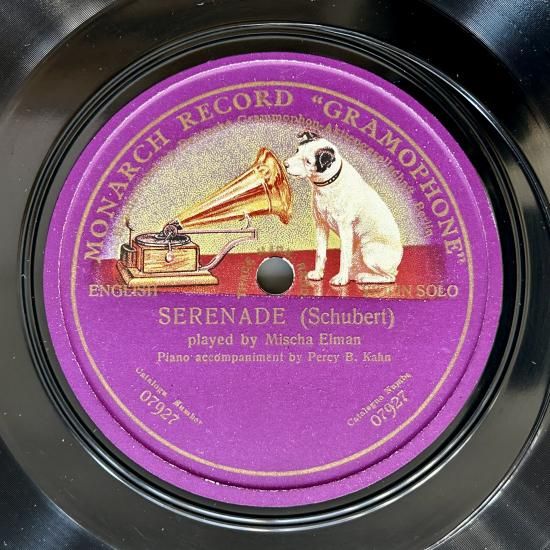 MONARCH RECORD "GRAMOPHONE"
ENGLISH
SOLO
SERENADE (Schubert)
played by Mischa Elman
Piano accompaniment by Percy B. Kahn
Catalogue Number
07927
Catalogue Numbe
07927